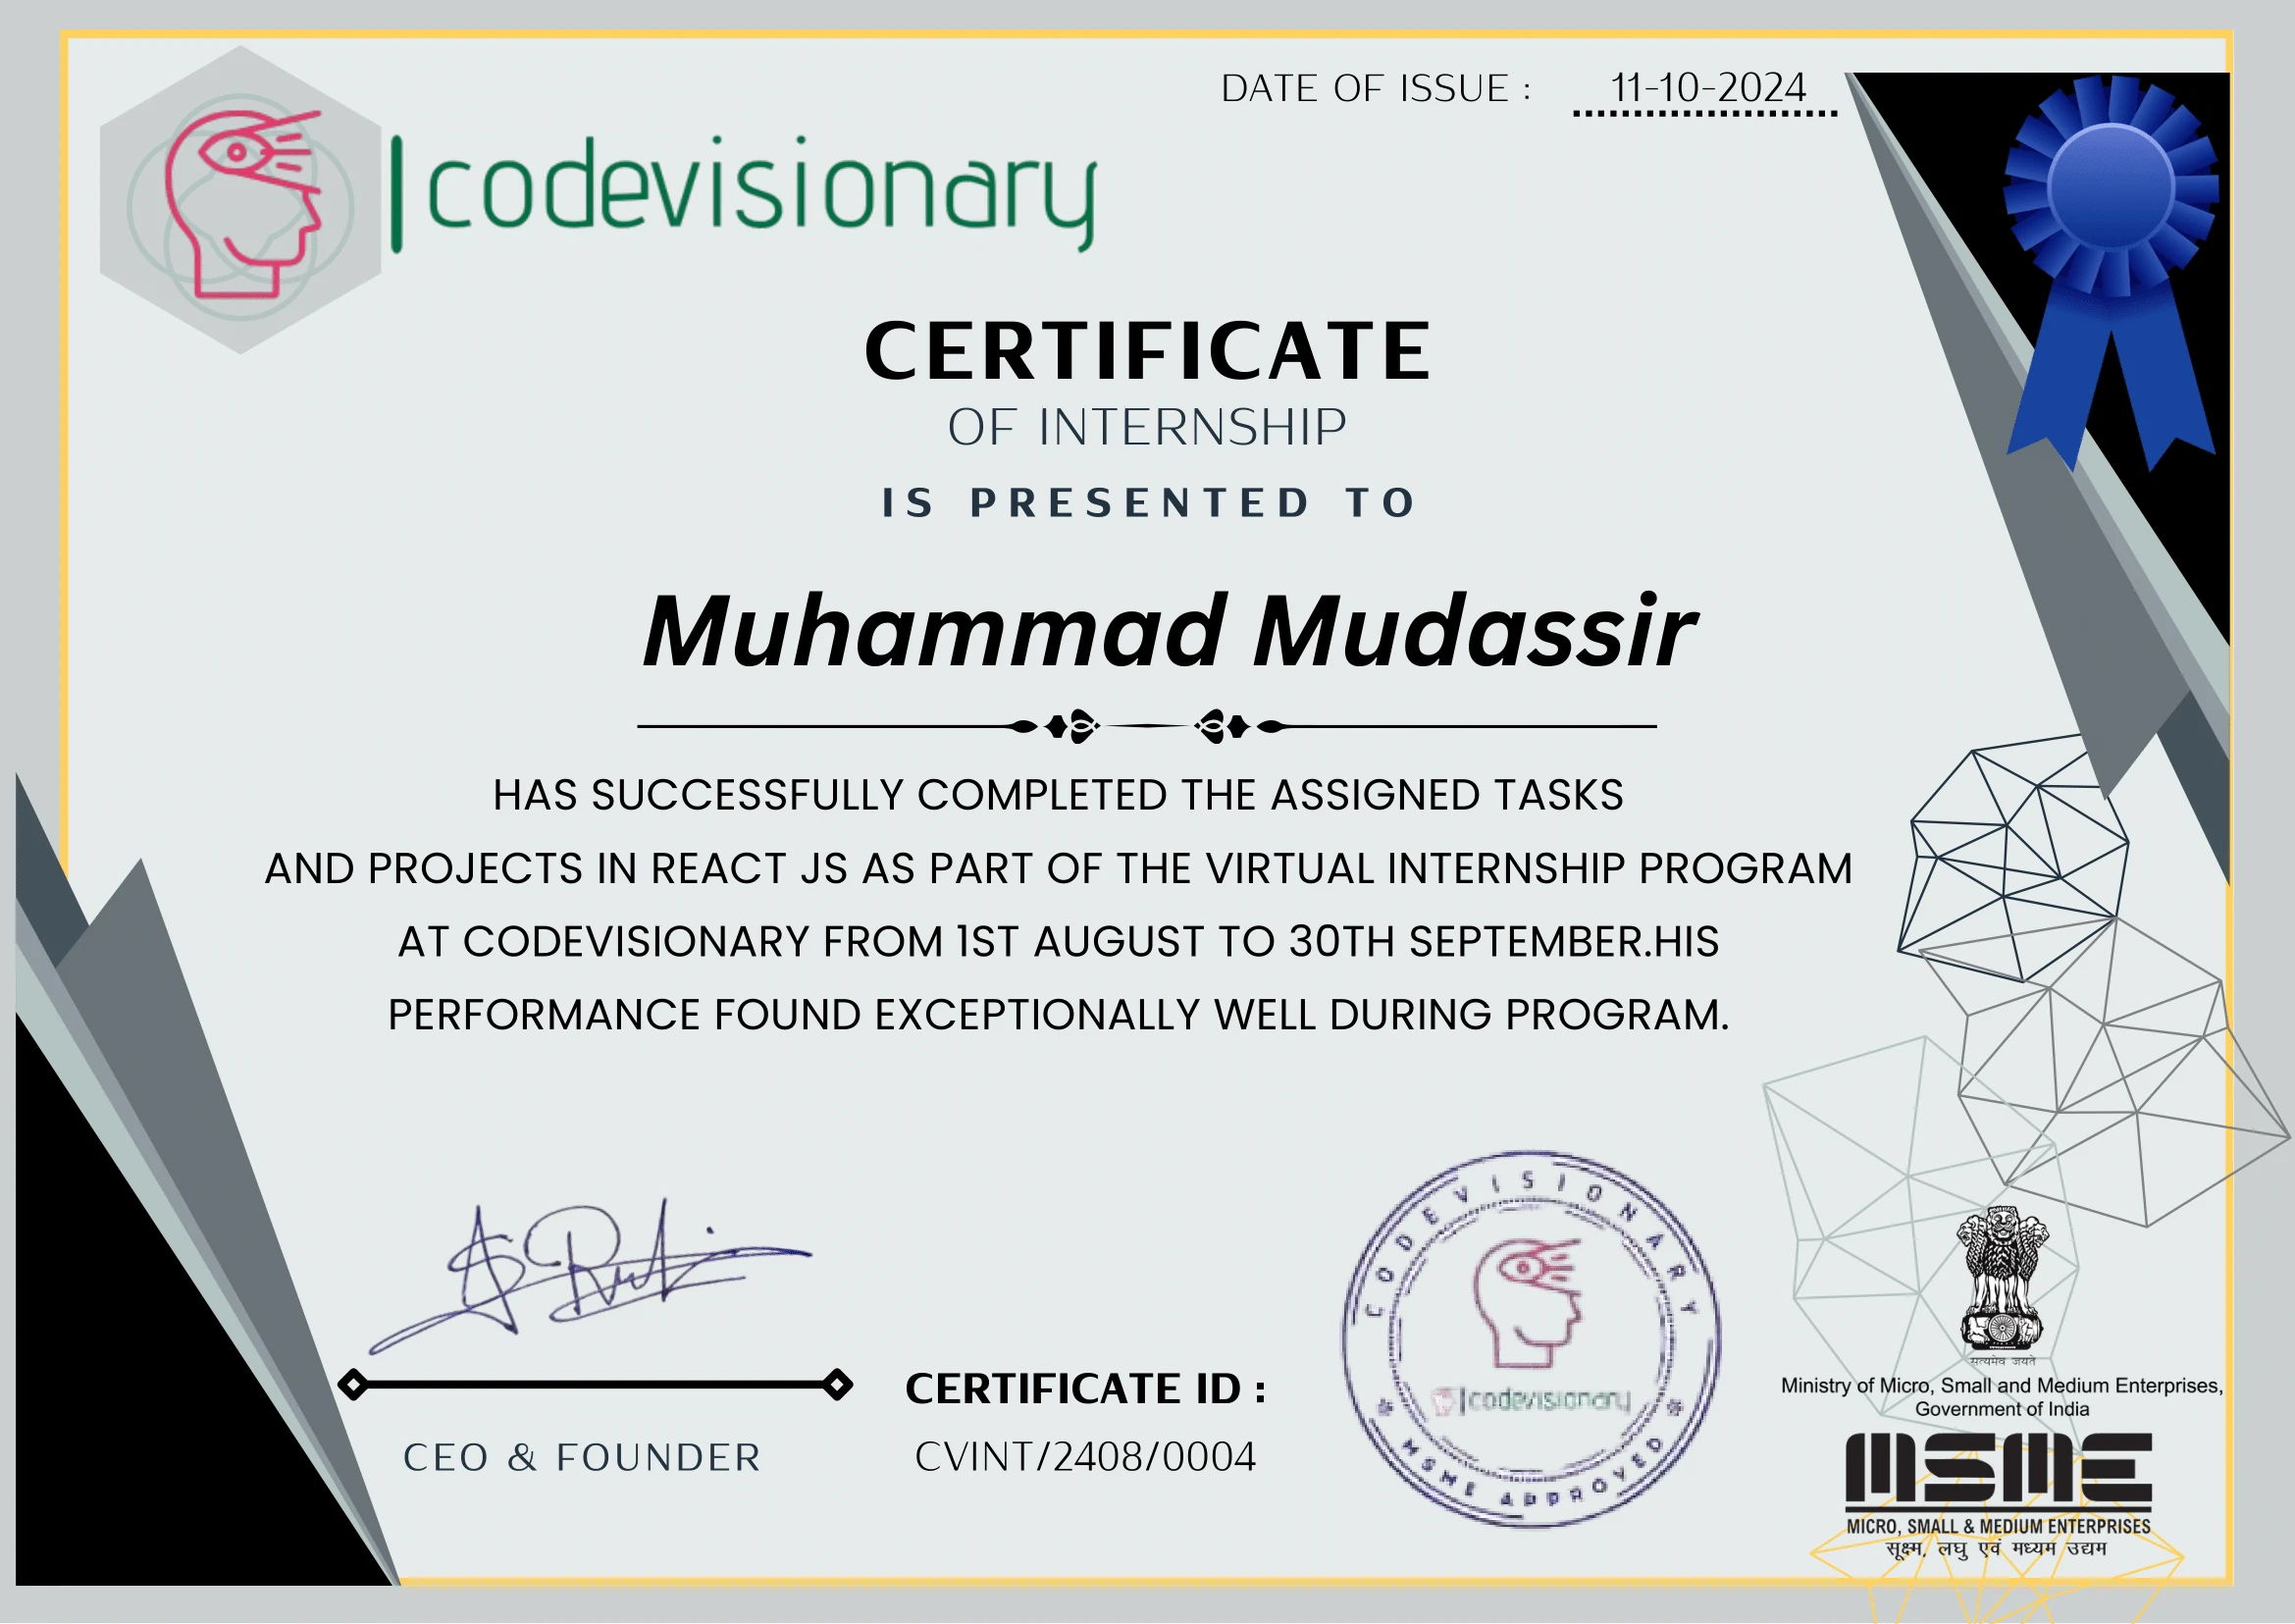 DATE OF ISSUE : 11-10-2024
codevisionary
CERTIFICATE
OF INTERNSHIP
IS PRESENTED TO
Muhammad Mudassir
HAS SUCCESSFULLY COMPLETED THE ASSIGNED TASKS
AND PROJECTS IN REACT JS AS PART OF THE VIRTUAL INTERNSHIP PROGRAM
AT CODEVISIONARY FROM 1ST AUGUST TO 30TH SEPTEMBER.HIS
PERFORMANCE FOUND EXCEPTIONALLY WELL DURING PROGRAM.
CEO & FOUNDER
CERTIFICATE ID :
CVINT/2408/0004
CODEVISIONARY
codevisionary
MSME APPROVED
सत्यमेव जयते
Ministry of Micro, Small and Medium Enterprises,
Government of India
MSME
MICRO, SMALL & MEDIUM ENTERPRISES
सूक्ष्म, लघु एवं मध्यम उद्यम